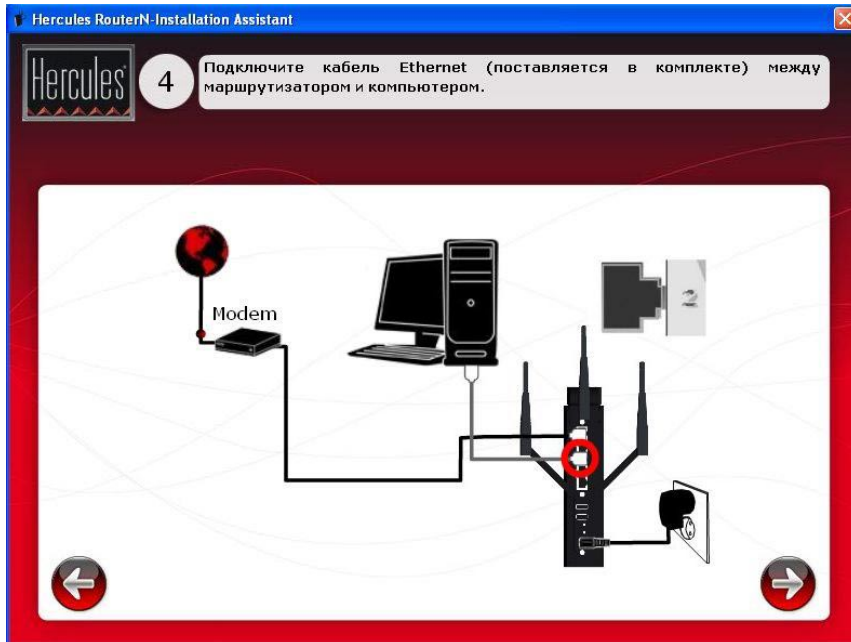 Hercules RouterN-Installation Assistant
Hercules
4
Подключите кабель Ethernet (поставляется в комплекте) между
маршрутизатором и компьютером.
Modem
2